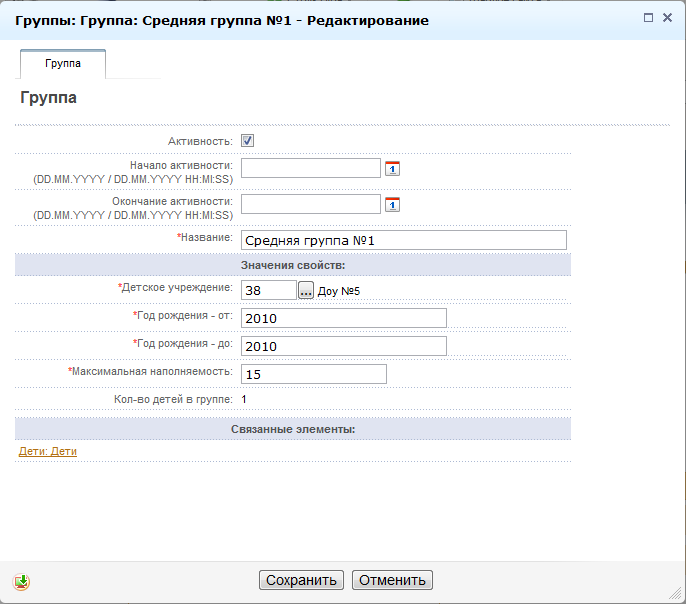 Группы: Группа: Средняя группа №1 - Редактирование
Группа
Группа
Активность:
Начало активности:
(DD.MM.YYYY / DD.MM.YYYY HH:MI:SS)
1
Окончание активности:
(DD.MM.YYYY / DD.MM.YYYY HH:MI:SS)
1
*Название: Средняя группа №1
Значения свойств:
*Детское учреждение: 38 ... Доу №5
*Год рождения - от: 2010
*Год рождения - до: 2010
*Максимальная наполняемость: 15
Кол-во детей в группе: 1
Связанные элементы:
Дети: Дети
Сохранить Отменить